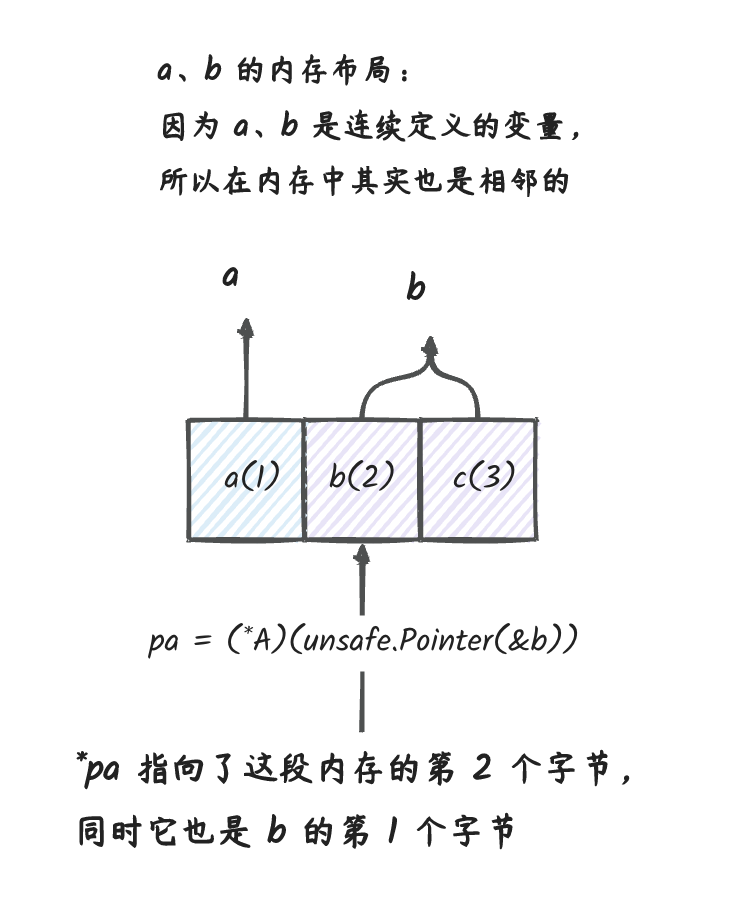 a、b 的内存布局：
因为 a、b 是连续定义的变量，
所以在内存中其实也是相邻的
a
b
a(1)
b(2)
c(3)
pa = (*A)(unsafe.Pointer(&b))
*pa 指向了这段内存的第 2 个字节，
同时它也是 b 的第 1 个字节